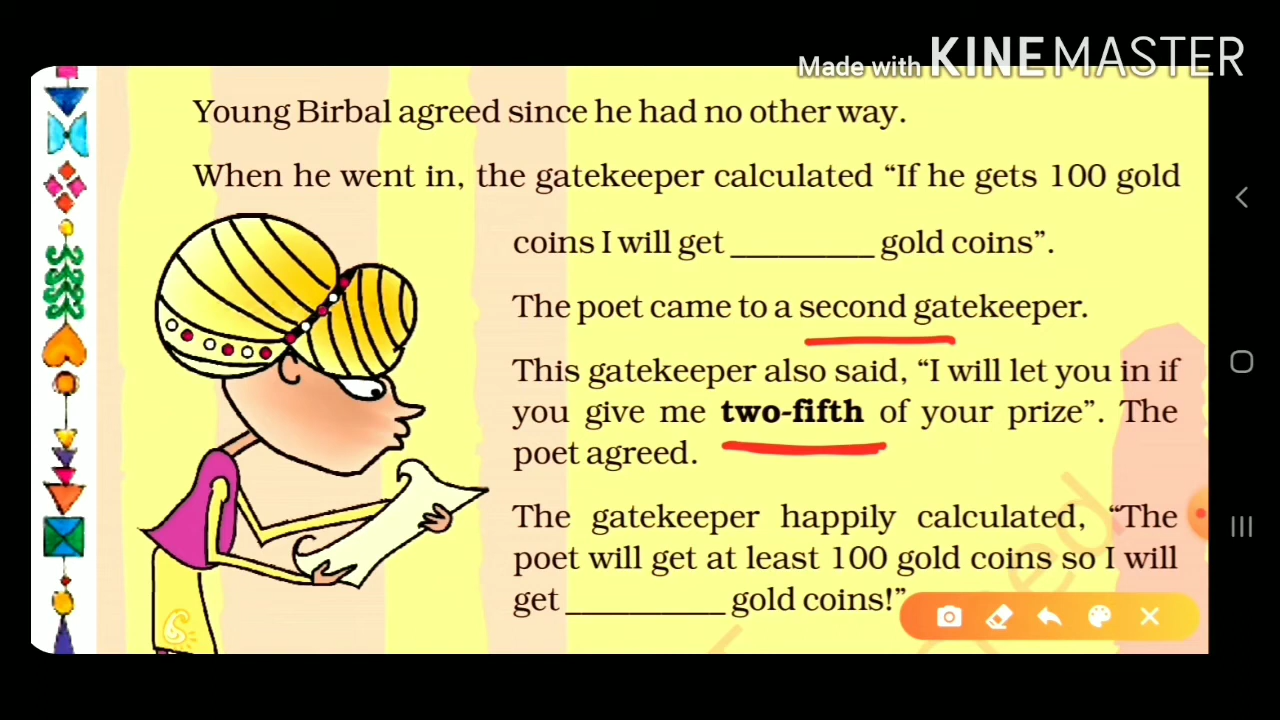 Made with KINEMASTER
Young Birbal agreed since he had no other way.
When he went in, the gatekeeper calculated “If he gets 100 gold
coins I will get _________ gold coins”.
The poet came to a second gatekeeper.
This gatekeeper also said, “I will let you in if
you give me two-fifth of your prize”. The
poet agreed.
The gatekeeper happily calculated, “The
poet will get at least 100 gold coins so I will
get __________ gold coins!”